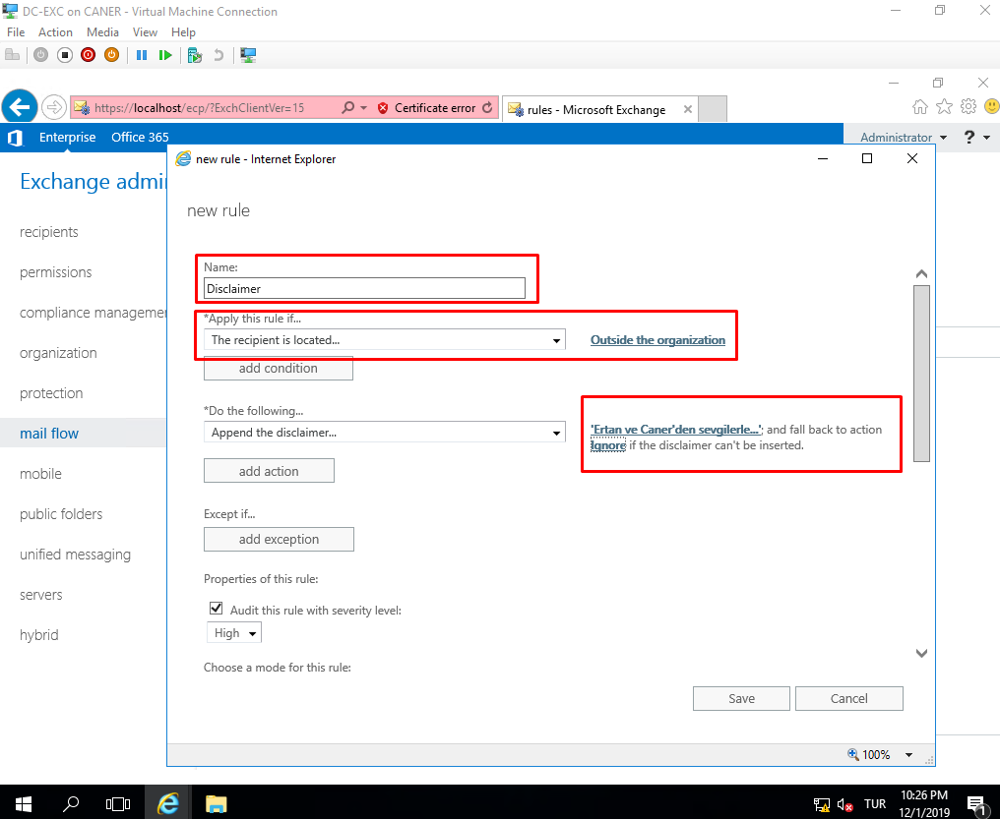 DC-EXC on CANER - Virtual Machine Connection
File Action Media View Help
https://localhost/ecp/?ExchClientVer=15 Certificate error rules - Microsoft Exchange
Enterprise Office 365 Administrator ?
new rule - Internet Explorer
Exchange admi
new rule
recipients
permissions
compliance managemen
organization
protection
mail flow
mobile
public folders
unified messaging
servers
hybrid
Name:
Disclaimer
*Apply this rule if...
The recipient is located... Outside the organization
add condition
*Do the following...
Append the disclaimer... 'Ertan ve Caner'den sevgilerle...'; and fall back to action
Ignore if the disclaimer can't be inserted.
add action
Except if...
add exception
Properties of this rule:
Audit this rule with severity level:
High
Choose a mode for this rule:
Save Cancel
100%
TUR 10:26 PM
12/1/2019 1